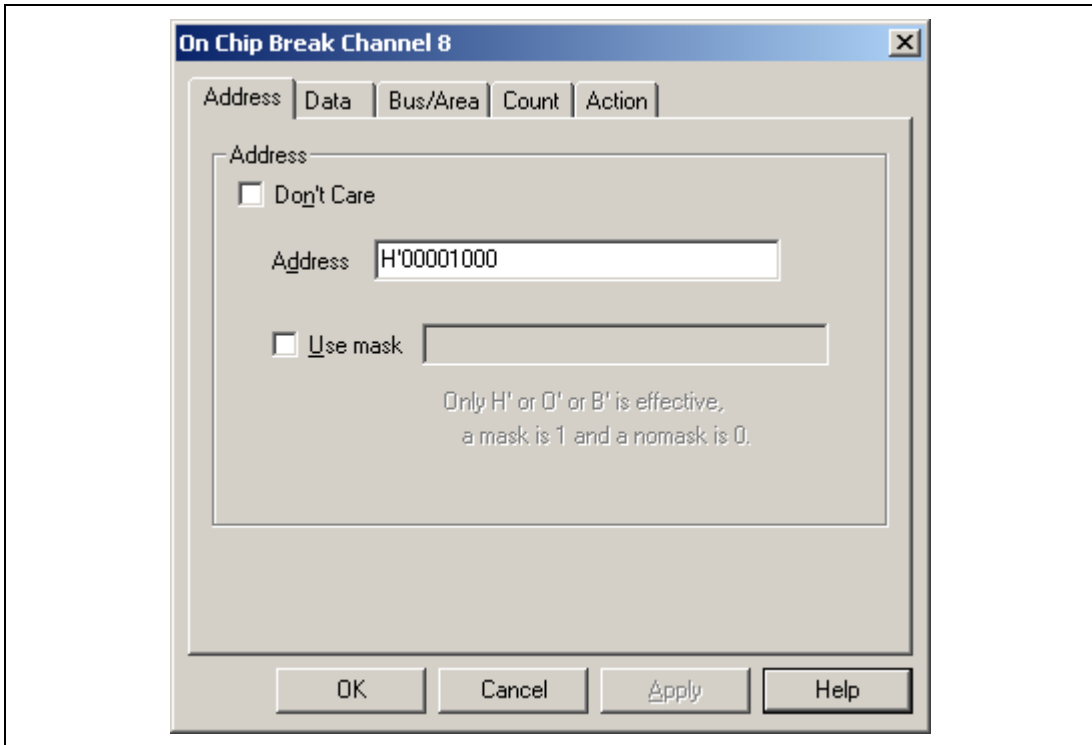 On Chip Break Channel 8
Address Data Bus/Area Count Action
Address
Don't Care
Address H'00001000
Use mask
Only H' or O' or B' is effective,
a mask is 1 and a nomask is 0.
OK Cancel Apply Help